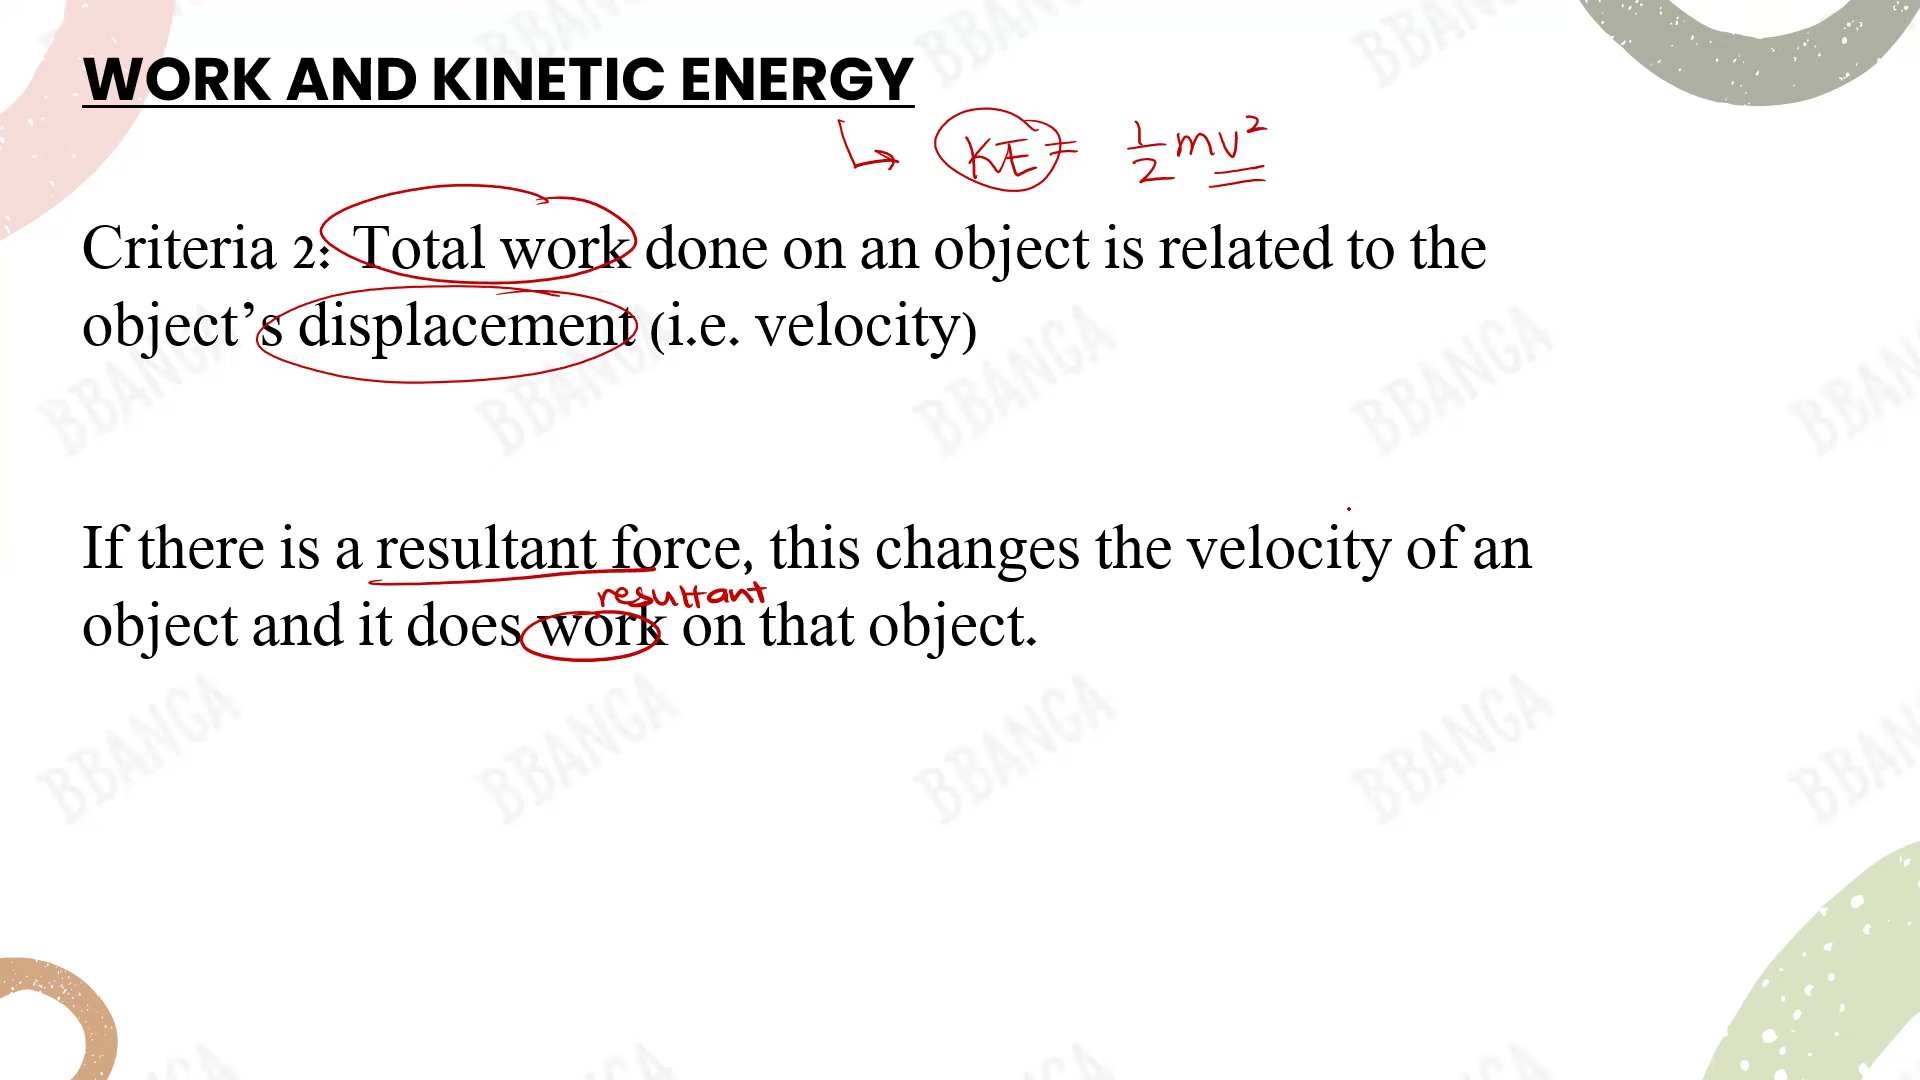 WORK AND KINETIC ENERGY
KE = 1/2 mv²
Criteria 2: Total work done on an object is related to the
object’s displacement (i.e. velocity)
If there is a resultant force, this changes the velocity of an
resultant
object and it does work on that object.
BBANGA